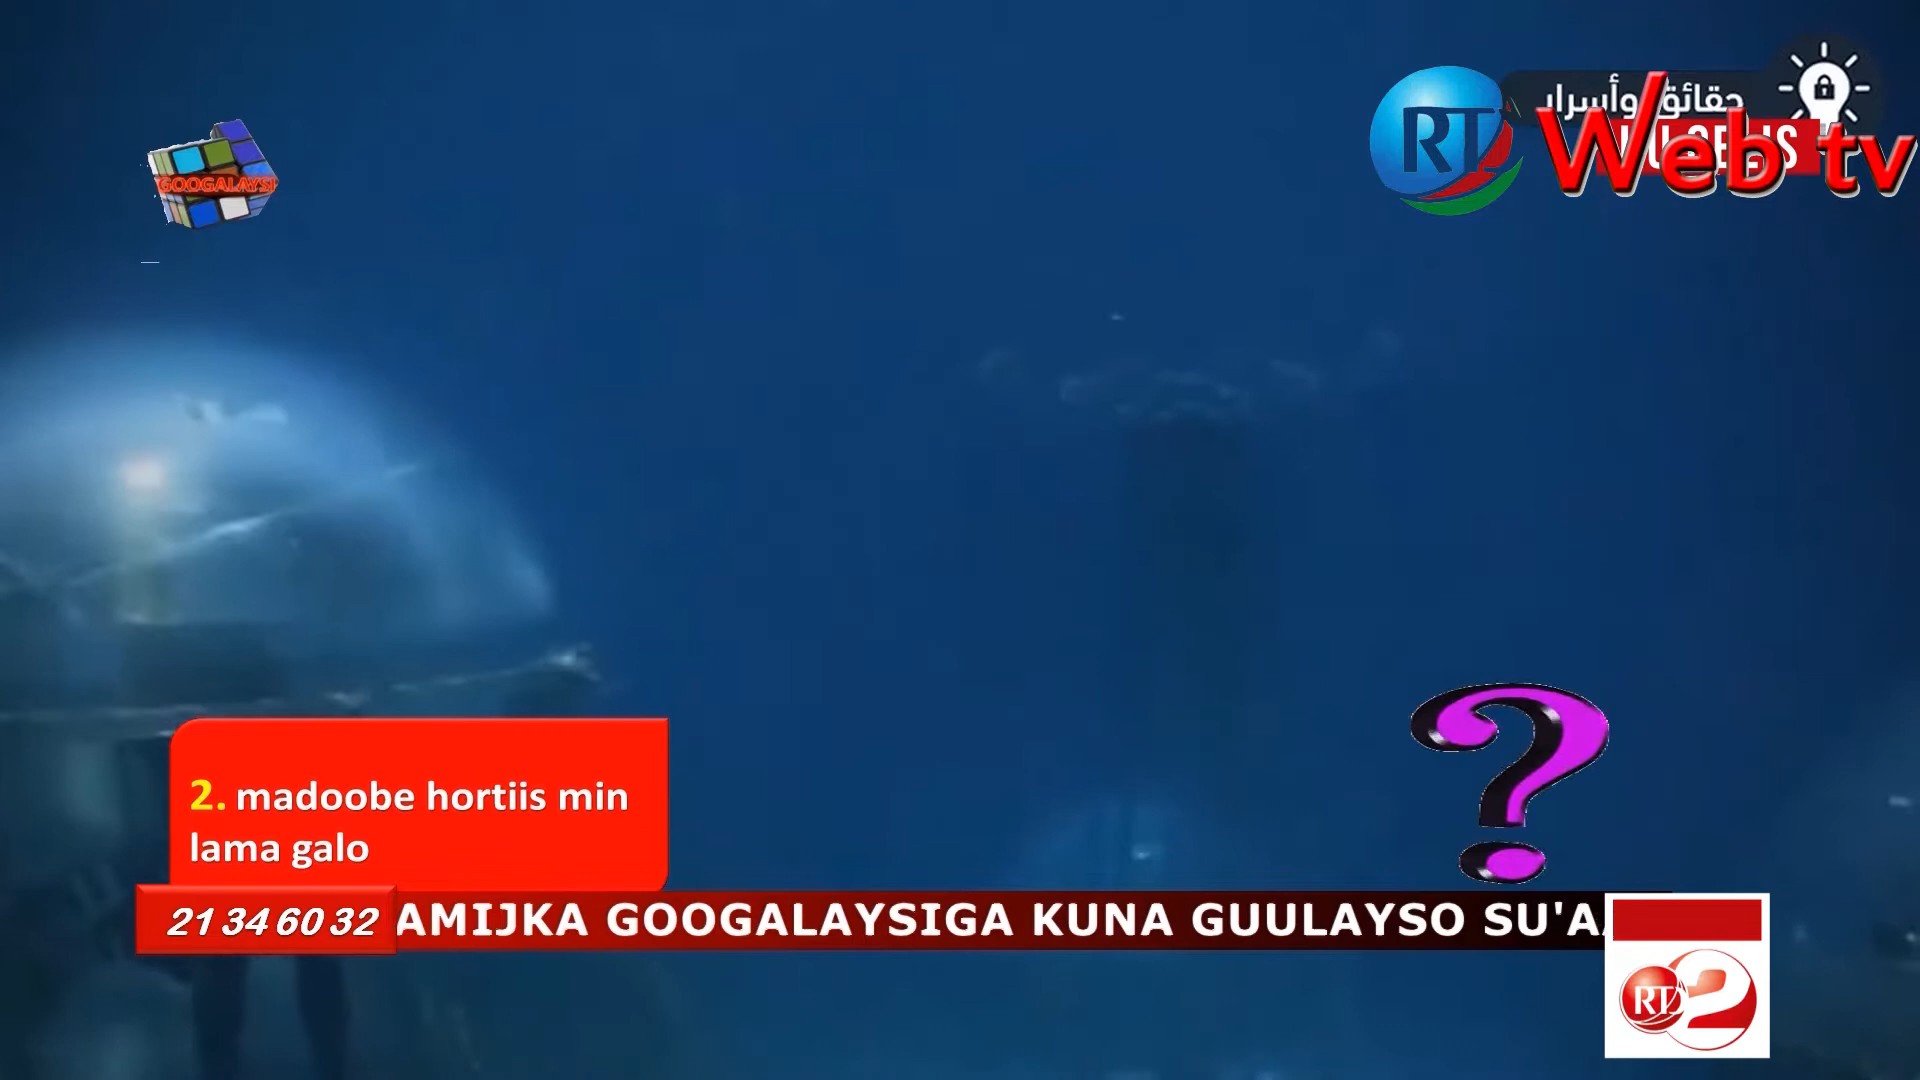 حقائق وأسرار
RT
Web tv
GOOGALAYSI
2. madoobe hortiis min
lama galo
21 34 60 32
AMIJKA GOOGALAYSIGA KUNA GUULAYSO SU'A
RT
2